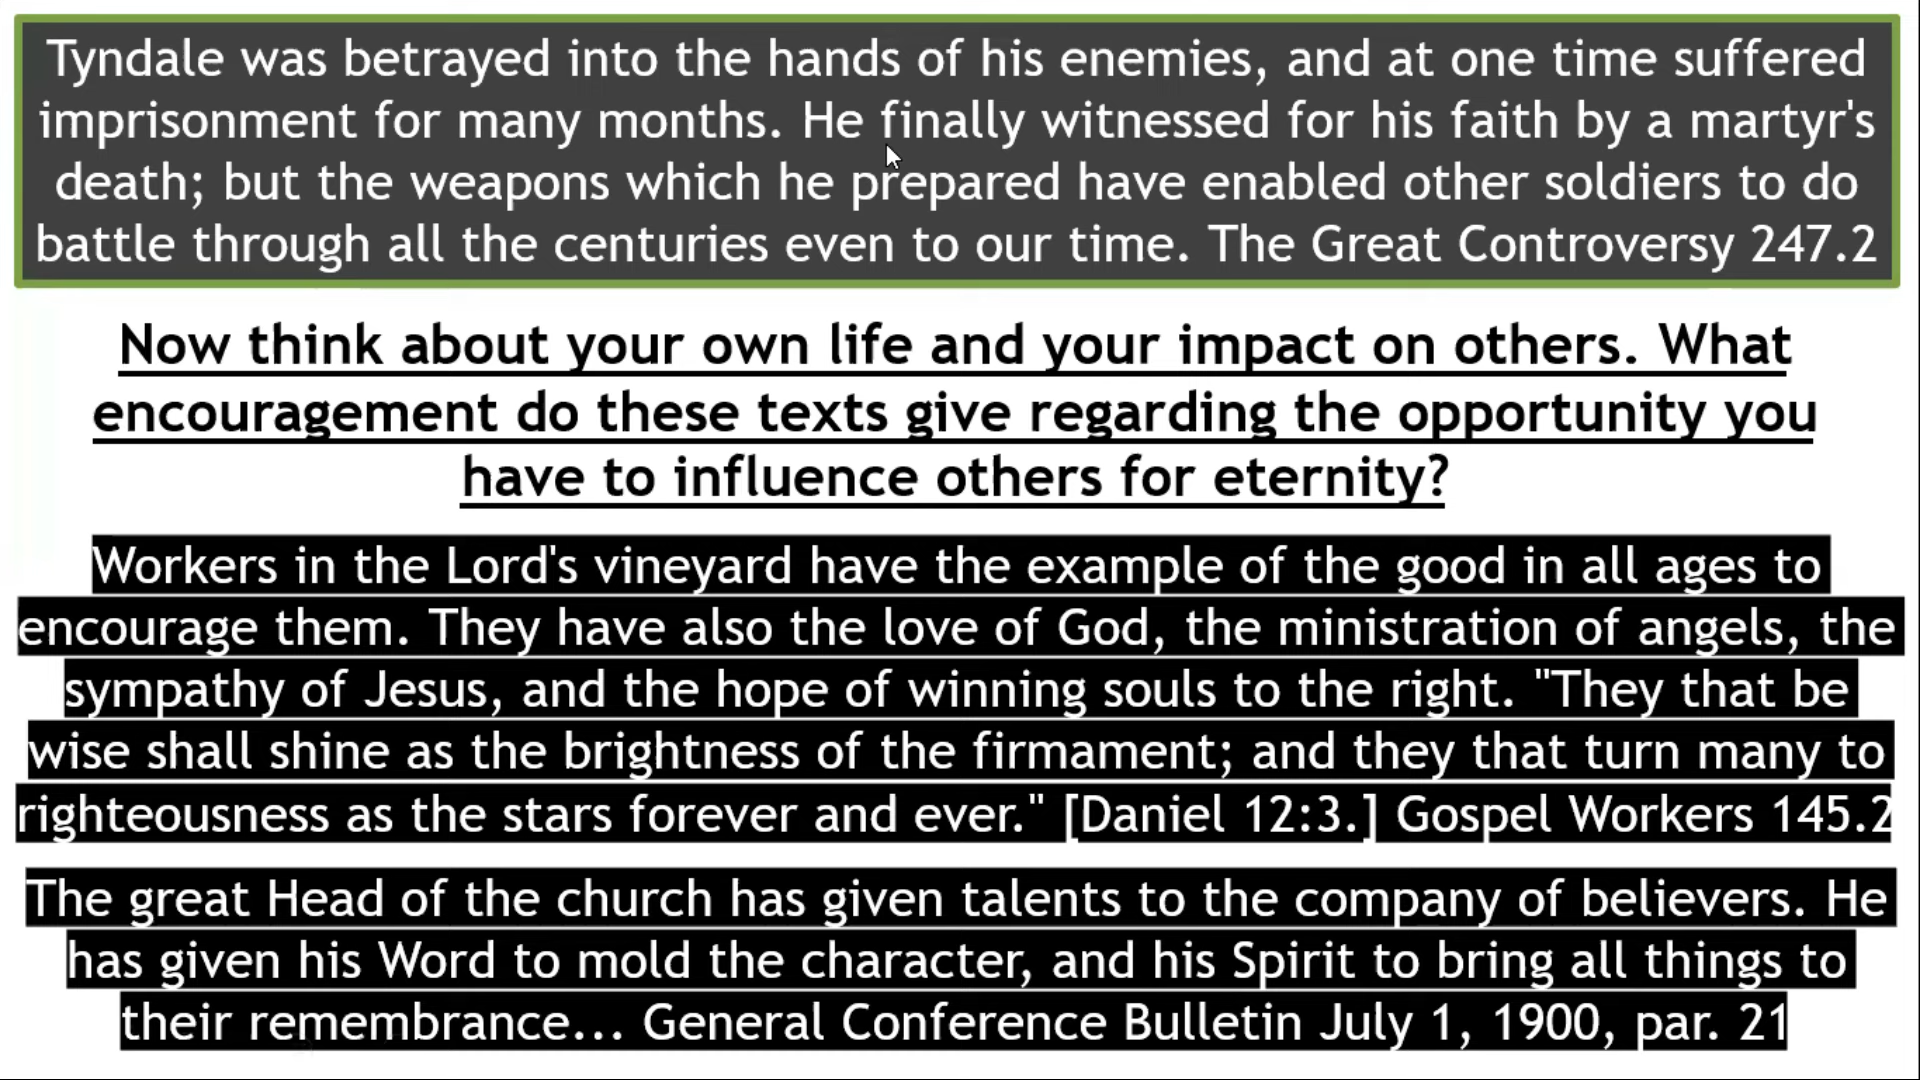 Tyndale was betrayed into the hands of his enemies, and at one time suffered
imprisonment for many months. He finally witnessed for his faith by a martyr's
death; but the weapons which he prepared have enabled other soldiers to do
battle through all the centuries even to our time. The Great Controversy 247.2
Now think about your own life and your impact on others. What
encouragement do these texts give regarding the opportunity you
have to influence others for eternity?
Workers in the Lord's vineyard have the example of the good in all ages to
encourage them. They have also the love of God, the ministration of angels, the
sympathy of Jesus, and the hope of winning souls to the right. "They that be
wise shall shine as the brightness of the firmament; and they that turn many to
righteousness as the stars forever and ever." [Daniel 12:3.] Gospel Workers 145.2
The great Head of the church has given talents to the company of believers. He
has given his Word to mold the character, and his Spirit to bring all things to
their remembrance... General Conference Bulletin July 1, 1900, par. 21